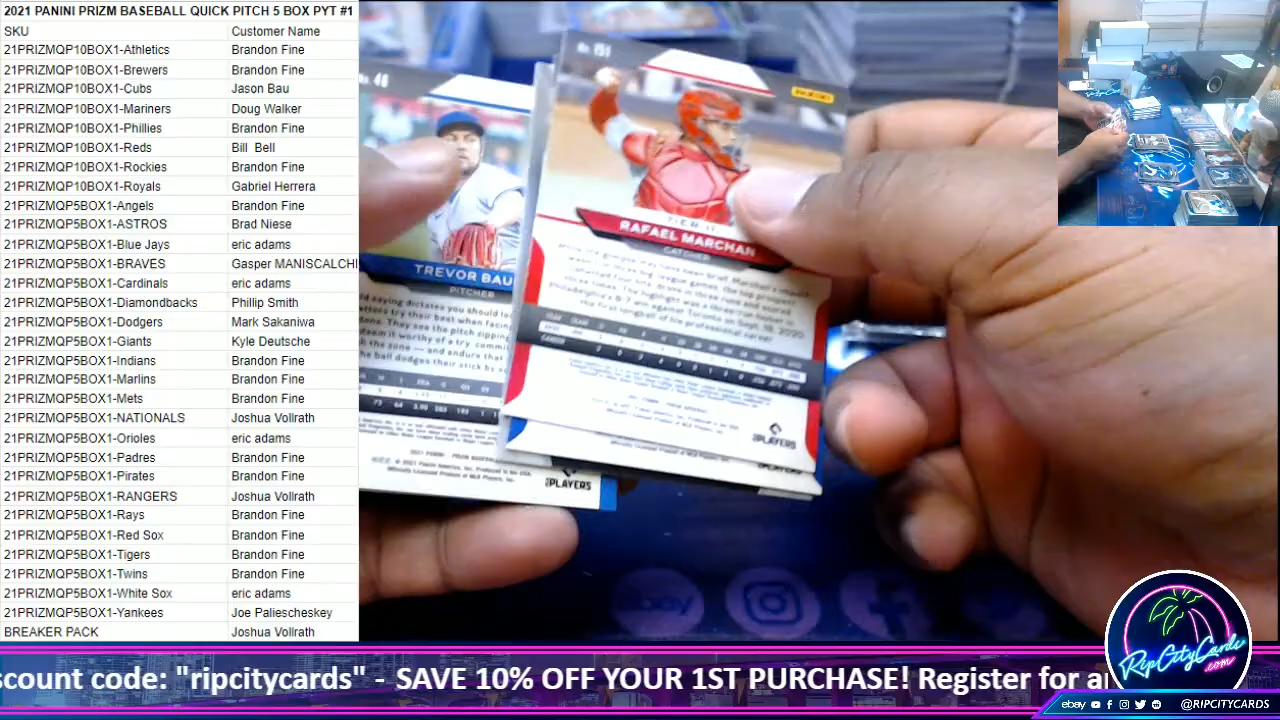 2021 PANINI PRIZM BASEBALL QUICK PITCH 5 BOX PYT #1
SKU Customer Name
21PRIZMQP10BOX1-Athletics Brandon Fine
21PRIZMQP10BOX1-Brewers Brandon Fine
21PRIZMQP10BOX1-Cubs Jason Bau
21PRIZMQP10BOX1-Mariners Doug Walker
21PRIZMQP10BOX1-Phillies Brandon Fine
21PRIZMQP10BOX1-Reds Bill Bell
21PRIZMQP10BOX1-Rockies Brandon Fine
21PRIZMQP10BOX1-Royals Gabriel Herrera
21PRIZMQP5BOX1-Angels Brandon Fine
21PRIZMQP5BOX1-ASTROS Brad Niese
21PRIZMQP5BOX1-Blue Jays eric adams
21PRIZMQP5BOX1-BRAVES Gasper MANISCALCHI
21PRIZMQP5BOX1-Cardinals eric adams
21PRIZMQP5BOX1-Diamondbacks Phillip Smith
21PRIZMQP5BOX1-Dodgers Mark Sakaniwa
21PRIZMQP5BOX1-Giants Kyle Deutsche
21PRIZMQP5BOX1-Indians Brandon Fine
21PRIZMQP5BOX1-Marlins Brandon Fine
21PRIZMQP5BOX1-Mets Brandon Fine
21PRIZMQP5BOX1-NATIONALS Joshua Vollrath
21PRIZMQP5BOX1-Orioles eric adams
21PRIZMQP5BOX1-Padres Brandon Fine
21PRIZMQP5BOX1-Pirates Brandon Fine
21PRIZMQP5BOX1-RANGERS Joshua Vollrath
21PRIZMQP5BOX1-Rays Brandon Fine
21PRIZMQP5BOX1-Red Sox Brandon Fine
21PRIZMQP5BOX1-Tigers Brandon Fine
21PRIZMQP5BOX1-Twins Brandon Fine
21PRIZMQP5BOX1-White Sox eric adams
21PRIZMQP5BOX1-Yankees Joe Paliescheskey
BREAKER PACK Joshua Vollrath
No. 151
PANINI
RAFAEL MARCHAN
CATCHER
PLAYERS
46
TREVOR BAU
PITCHER
PLAYERS
scount code: "ripcitycards" - SAVE 10% OFF YOUR 1ST PURCHASE! Register for a
RipCityCards
.com
ebay @RIPCITYCARDS